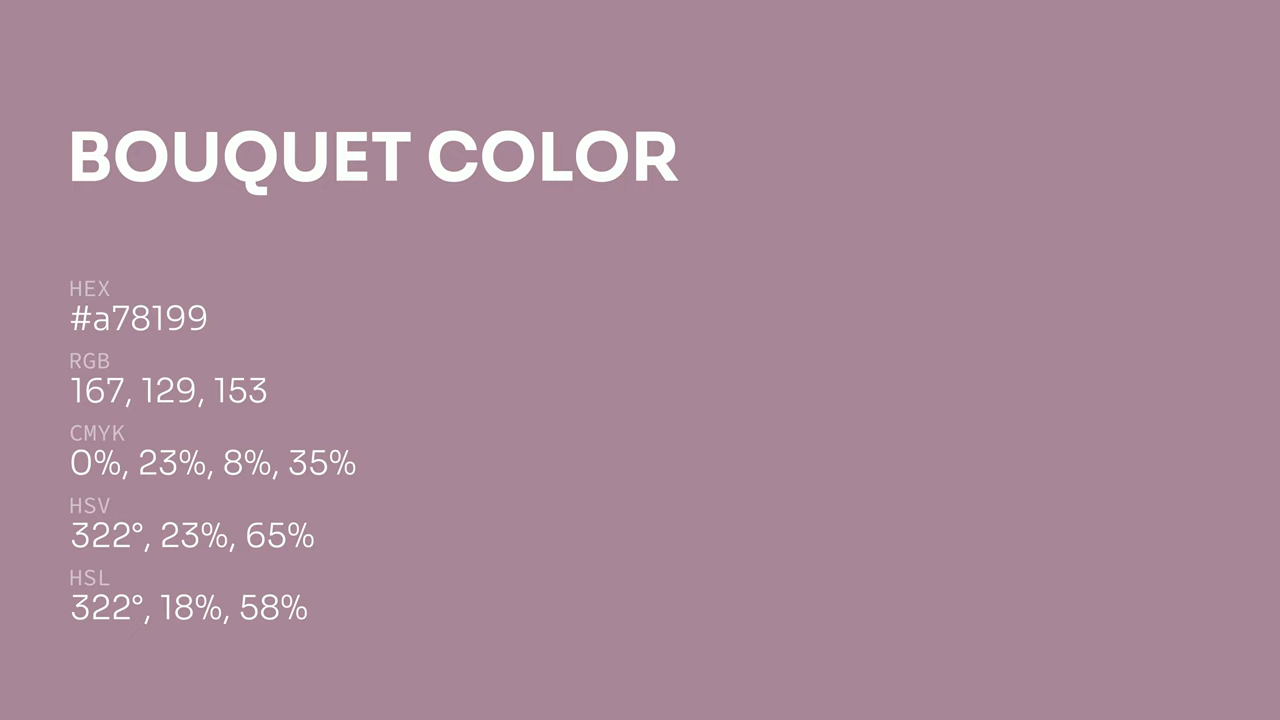 BOUQUET COLOR
HEX
#a78199
RGB
167, 129, 153
CMYK
0%, 23%, 8%, 35%
HSV
322°, 23%, 65%
HSL
322°, 18%, 58%